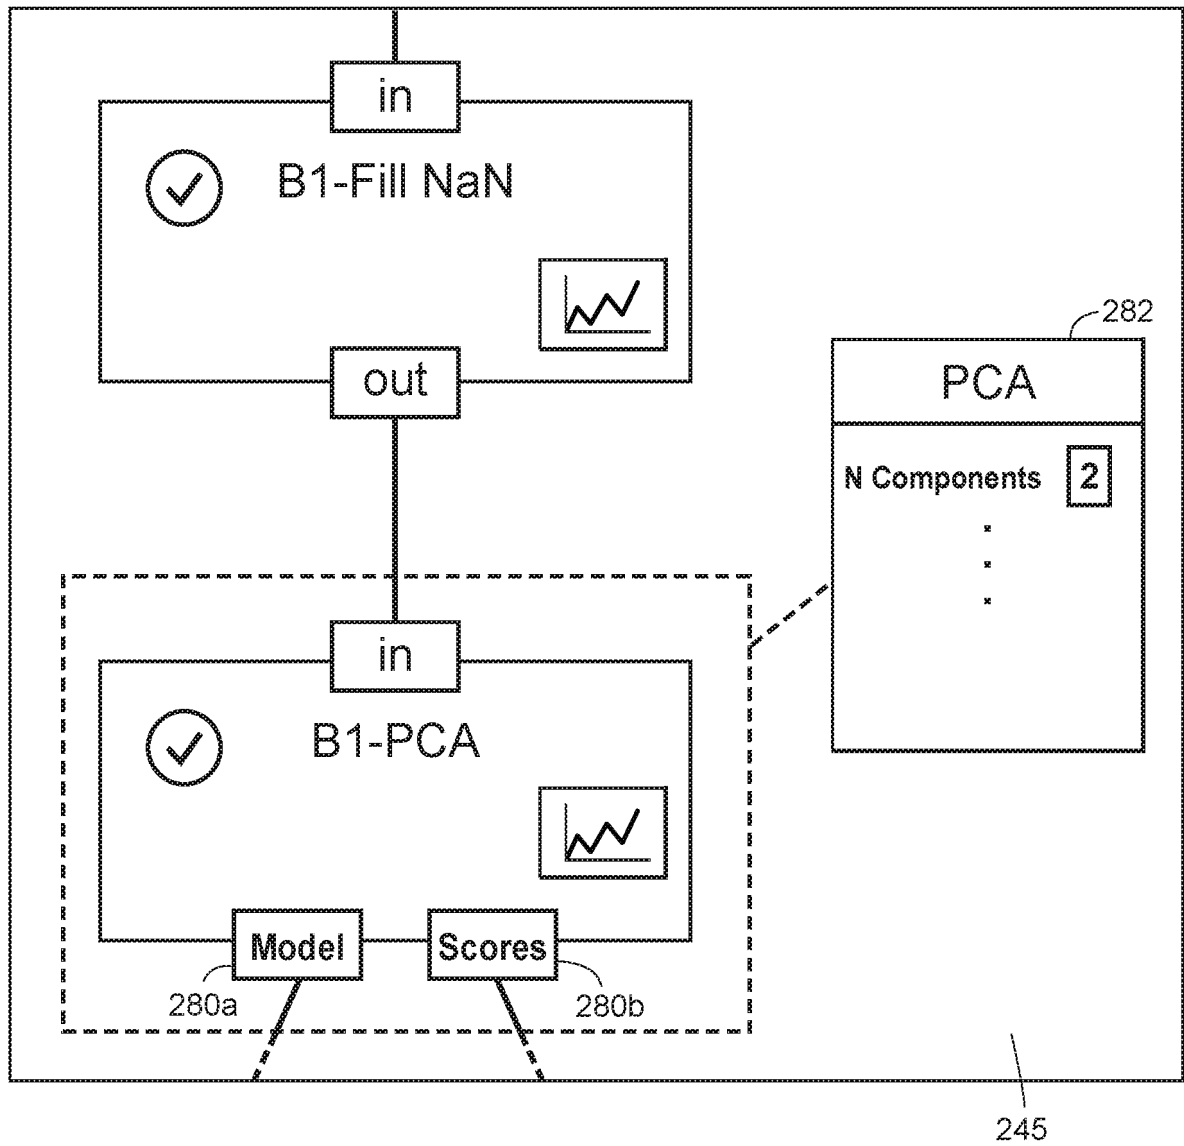 in
B1-Fill NaN
out
282
PCA
N Components 2
in
B1-PCA
Model
Scores
280a
280b
245